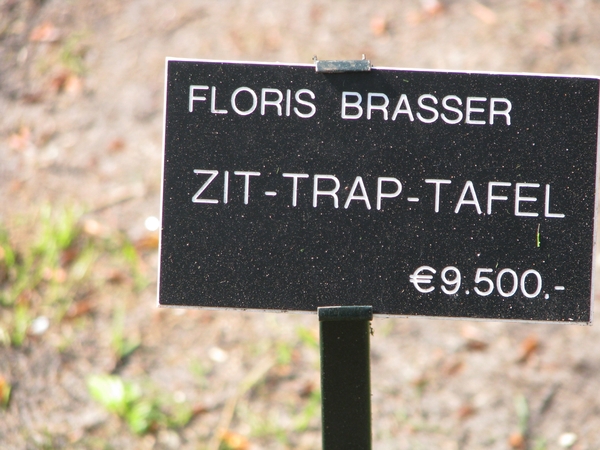 FLORIS BRASSER
ZIT-TRAP-TAFEL
€9.500.-